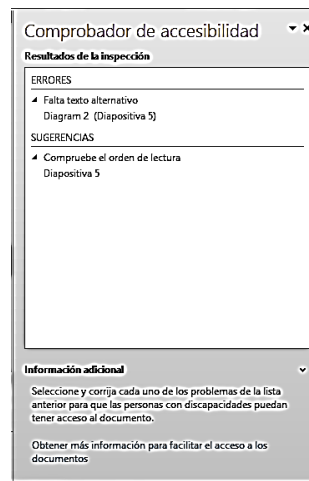 Comprobador de accesibilidad
Resultados de la inspección
ERRORES
Falta texto alternativo
Diagram 2 (Diapositiva 5)
SUGERENCIAS
Compruebe el orden de lectura
Diapositiva 5
Información adicional
Seleccione y corrija cada uno de los problemas de la lista
anterior para que las personas con discapacidades puedan
tener acceso al documento.
Obtener más información para facilitar el acceso a los
documentos